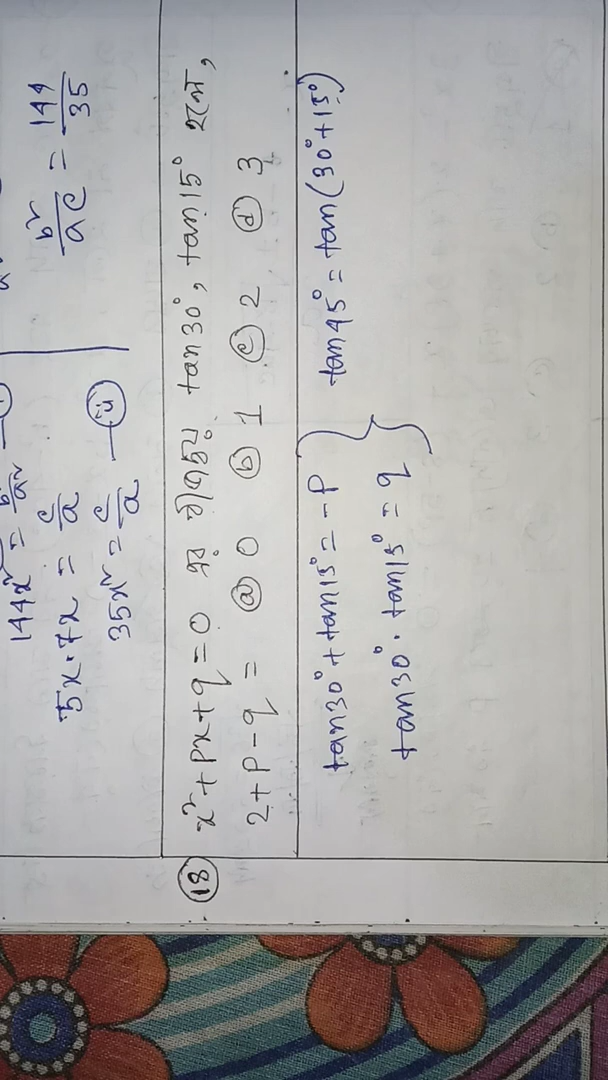 144x² = b²/a² — i
5x·7x = c/a
35x² = c/a — ii
b²/ac = 144/35
18 x² + Px + q = 0 এর বীজদ্বয় tan30°, tan15° হলে,
2 + P - q = ⓐ 0 ⓑ 1 ⓒ 2 ⓓ 3
tan30° + tan15° = -P
tan30° · tan15° = q
tan45° = tan(30° + 15°)